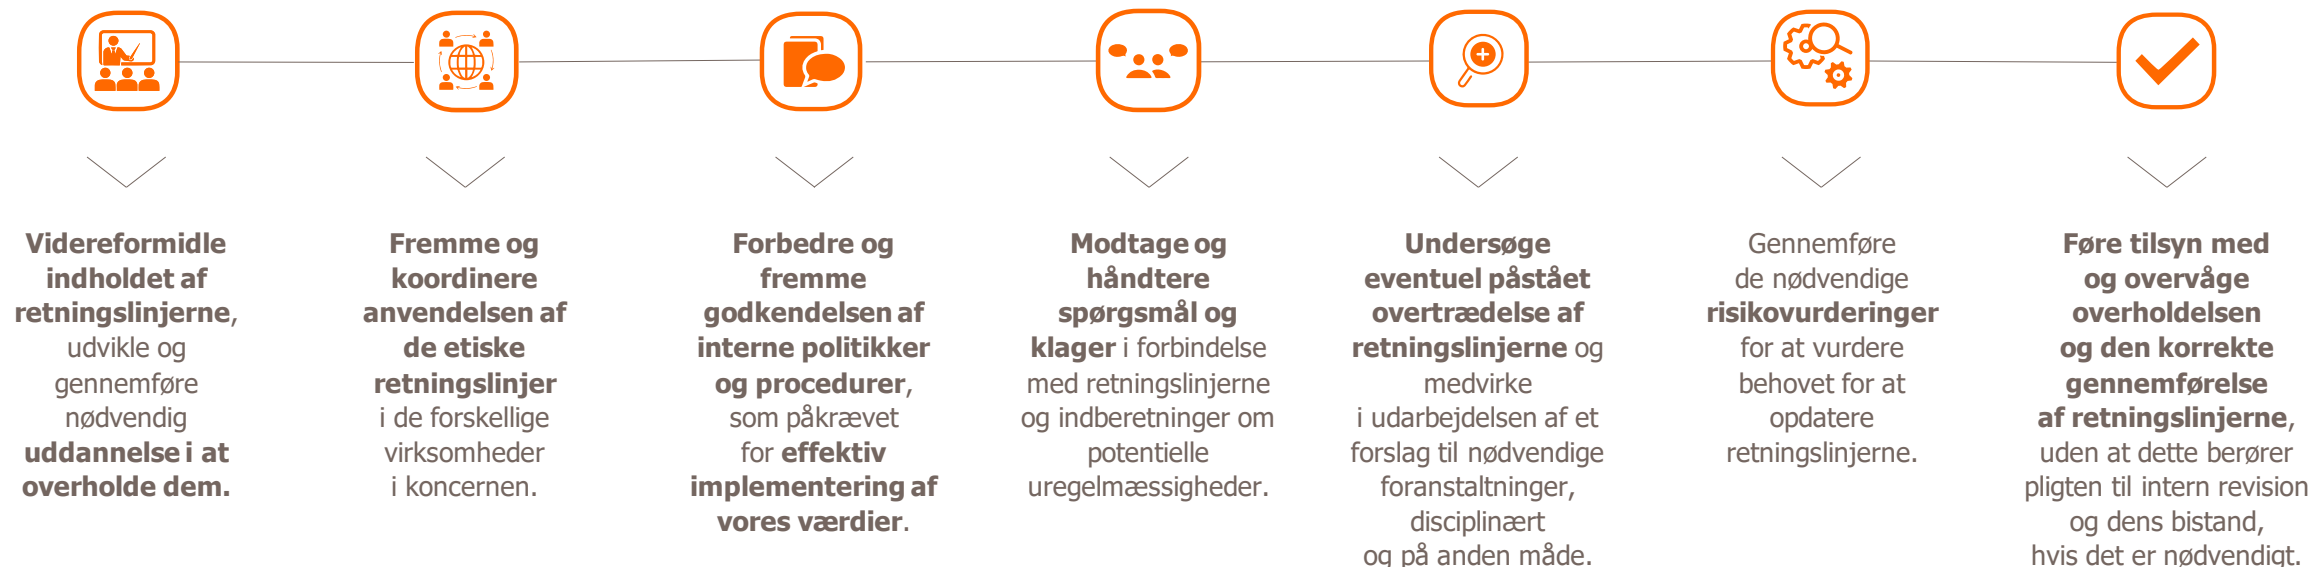 Videreformidle
indholdet af
retningslinjerne,
udvikle og
gennemføre
nødvendig
uddannelse i at
overholde dem.
Fremme og
koordinere
anvendelsen af
de etiske
retningslinjer
i de forskellige
virksomheder
i koncernen.
Forbedre og
fremme
godkendelsen af
interne politikker
og procedurer,
som påkrævet
for effektiv
implementering af
vores værdier.
Modtage og
håndtere
spørgsmål og
klager i forbindelse
med retningslinjerne
og indberetninger om
potentielle
uregelmæssigheder.
Undersøge
eventuel påstået
overtrædelse af
retningslinjerne og
medvirke
i udarbejdelsen af et
forslag til nødvendige
foranstaltninger,
disciplinært
og på anden måde.
Gennemføre
de nødvendige
risikovurderinger
for at vurdere
behovet for at
opdatere
retningslinjerne.
Føre tilsyn med
og overvåge
overholdelsen
og den korrekte
gennemførelse
af retningslinjerne,
uden at dette berører
pligten til intern revision
og dens bistand,
hvis det er nødvendigt.